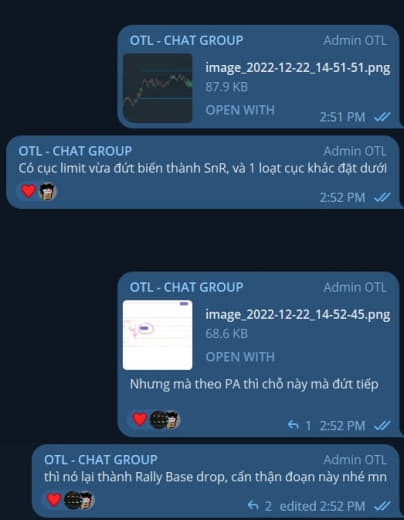 OTL - CHAT GROUP Admin OTL
image_2022-12-22_14-51-51.png
87.9 KB
OPEN WITH
2:51 PM
OTL - CHAT GROUP Admin OTL
Có cục limit vừa đứt biến thành SnR, và 1 loạt cục khác đặt dưới
2:52 PM
OTL - CHAT GROUP Admin OTL
image_2022-12-22_14-52-45.png
68.6 KB
OPEN WITH
Nhưng mà theo PA thì chỗ này mà đứt tiếp
1 2:52 PM
OTL - CHAT GROUP Admin OTL
thì nó lại thành Rally Base drop, cẩn thận đoạn này nhé mn
2 edited 2:52 PM